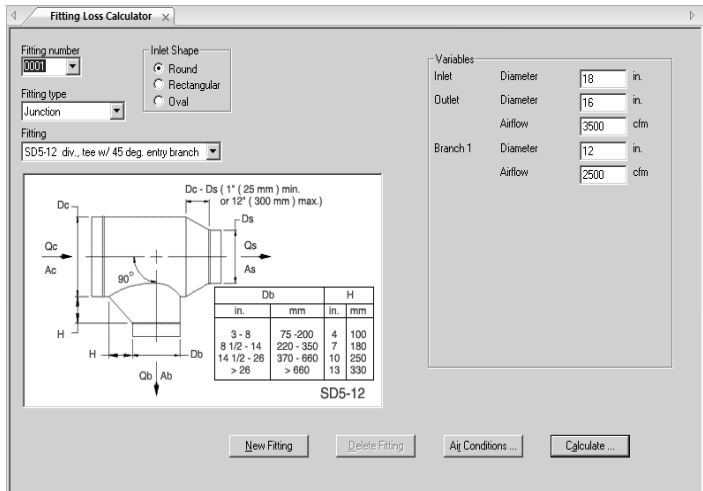 Fitting Loss Calculator
Fitting number
0001
Inlet Shape
Round
Rectangular
Oval
Fitting type
Junction
Fitting
SD5-12 div., tee w/ 45 deg. entry branch
Variables
Inlet Diameter 18 in.
Outlet Diameter 16 in.
Airflow 3500 cfm
Branch 1 Diameter 12 in.
Airflow 2500 cfm
Dc - Ds ( 1" ( 25 mm ) min.
or 12" ( 300 mm ) max.)
Dc
Ds
Qc
Qs
Ac
As
90°
H
H
Db
Qb Ab
Db H
in. mm in. mm
3 - 8 75 -200 4 100
8 1/2 - 14 220 - 350 7 180
14 1/2 - 26 370 - 660 10 250
> 26 > 660 13 330
SD5-12
New Fitting
Delete Fitting
Air Conditions ...
Calculate ...